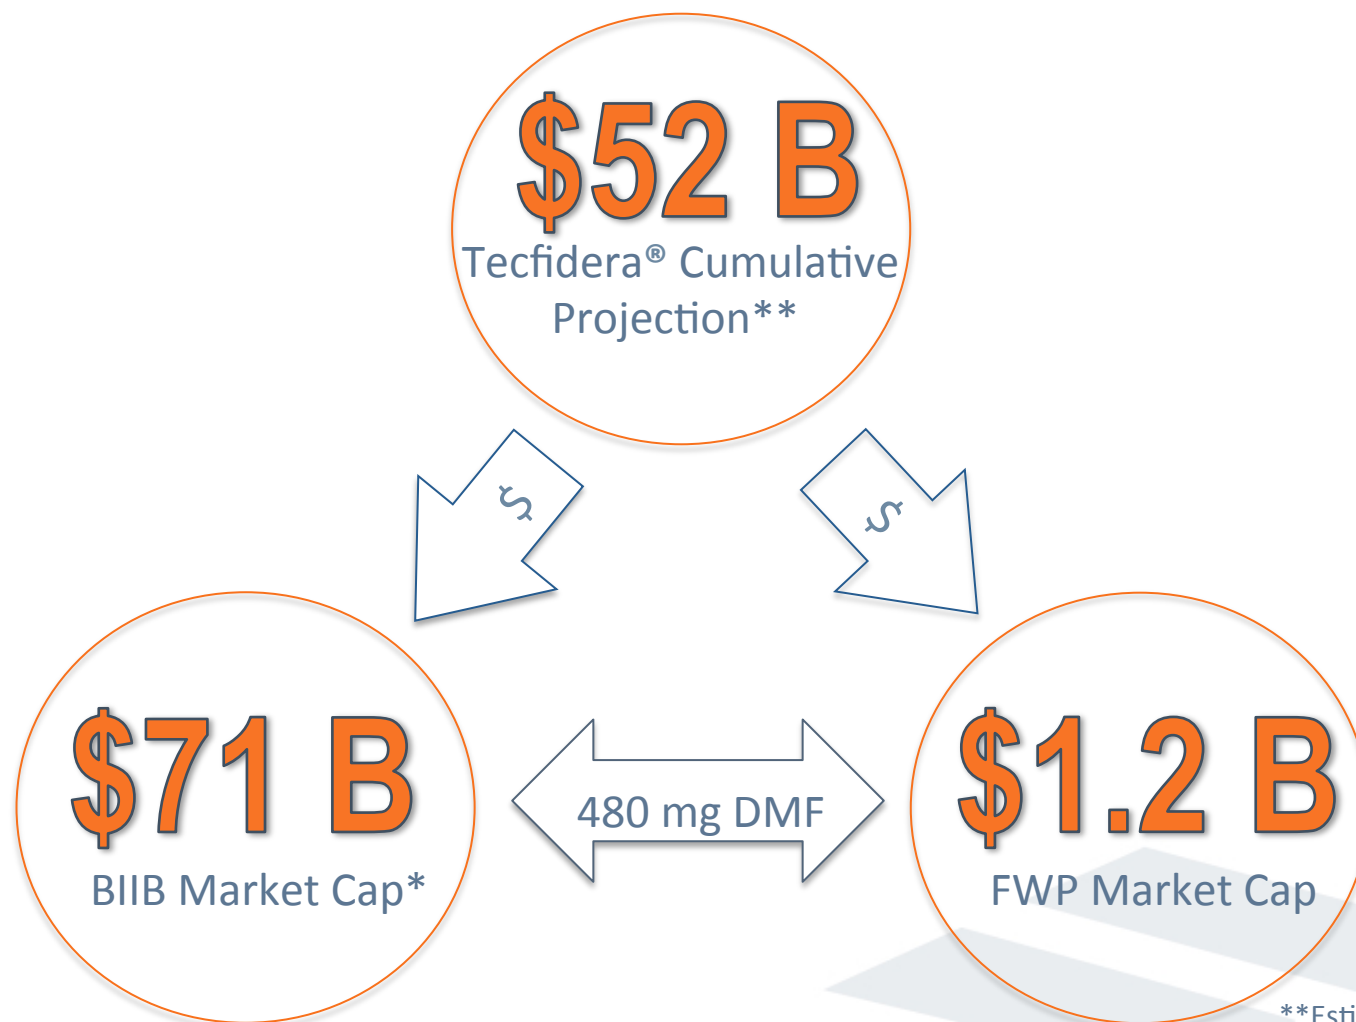 $52 B
Tecfidera® Cumulative
Projection**
$
$
$71 B
BIIB Market Cap*
480 mg DMF
$1.2 B
FWP Market Cap